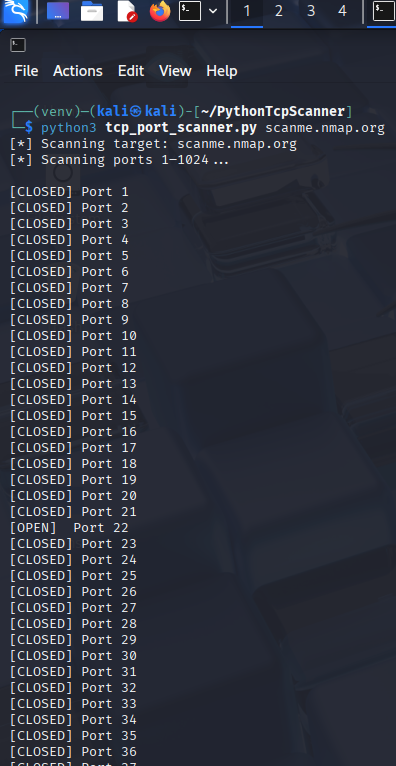 1 2 3 4
File Actions Edit View Help
┌──(venv)─(kali㉿kali)-[~/PythonTcpScanner]
└─$ python3 tcp_port_scanner.py scanme.nmap.org
[*] Scanning target: scanme.nmap.org
[*] Scanning ports 1–1024...
[CLOSED] Port 1
[CLOSED] Port 2
[CLOSED] Port 3
[CLOSED] Port 4
[CLOSED] Port 5
[CLOSED] Port 6
[CLOSED] Port 7
[CLOSED] Port 8
[CLOSED] Port 9
[CLOSED] Port 10
[CLOSED] Port 11
[CLOSED] Port 12
[CLOSED] Port 13
[CLOSED] Port 14
[CLOSED] Port 15
[CLOSED] Port 16
[CLOSED] Port 17
[CLOSED] Port 18
[CLOSED] Port 19
[CLOSED] Port 20
[CLOSED] Port 21
[OPEN]  Port 22
[CLOSED] Port 23
[CLOSED] Port 24
[CLOSED] Port 25
[CLOSED] Port 26
[CLOSED] Port 27
[CLOSED] Port 28
[CLOSED] Port 29
[CLOSED] Port 30
[CLOSED] Port 31
[CLOSED] Port 32
[CLOSED] Port 33
[CLOSED] Port 34
[CLOSED] Port 35
[CLOSED] Port 36
[CLOSED] Port 37